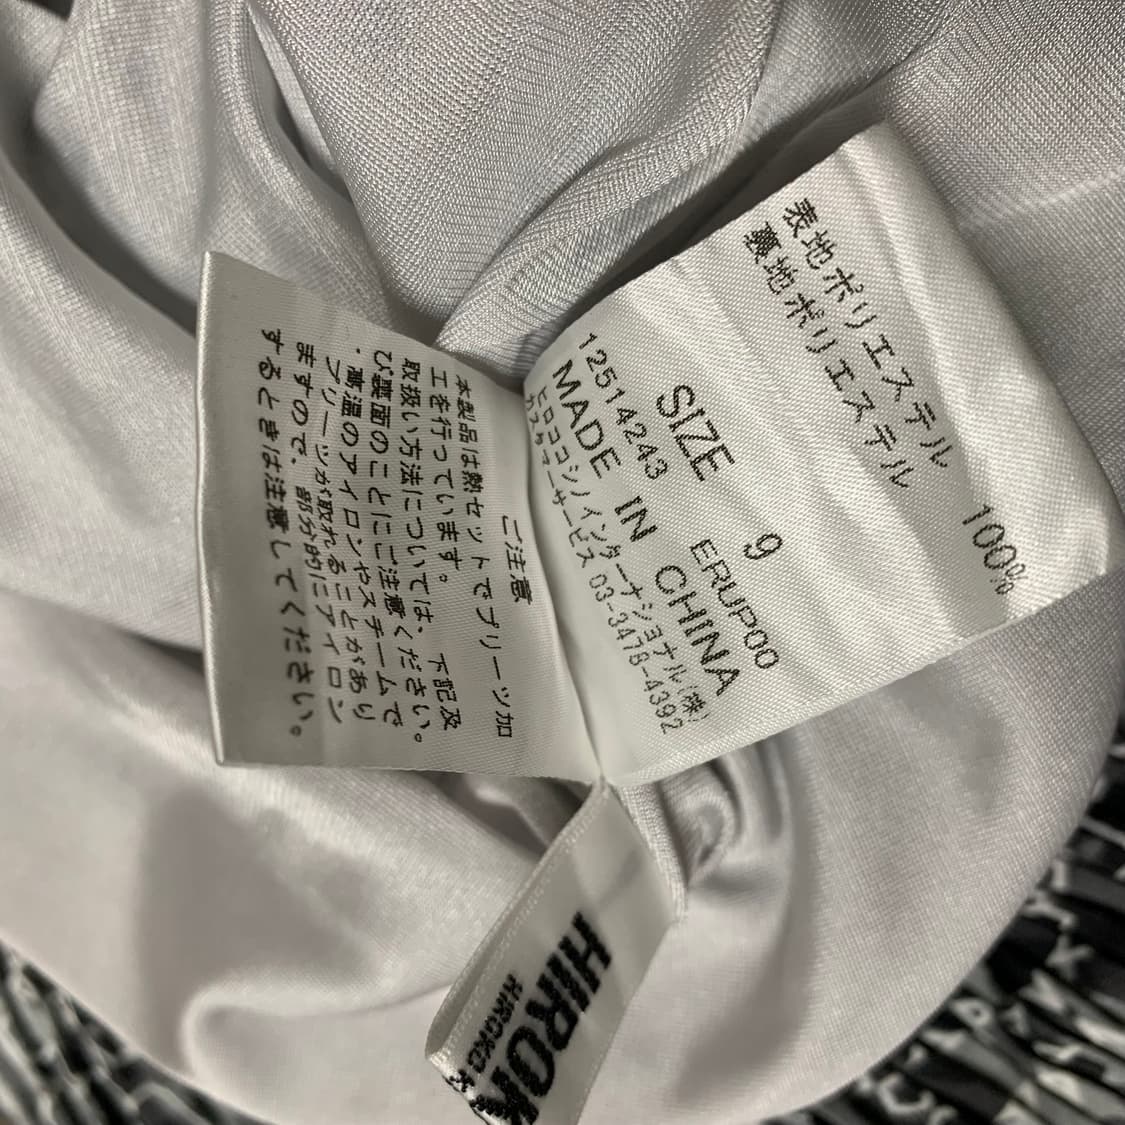 ご注意
本製品は熱セットでプリーツ加
工を行っています。
取扱い方法については、下記及
び裏面のことにご注意ください。
・高温のアイロンやスチームで
プリーツが取れることがあり
ますので、部分的にアイロン
するときは注意してください。
表地ポリエステル 100%
裏地ポリエステル
SIZE 9
12514243 ERUP00
MADE IN CHINA
ヒロココシノインターナショナル(株)
カスタマーサービス 03-3478-4392
HIROK
HIROKO K